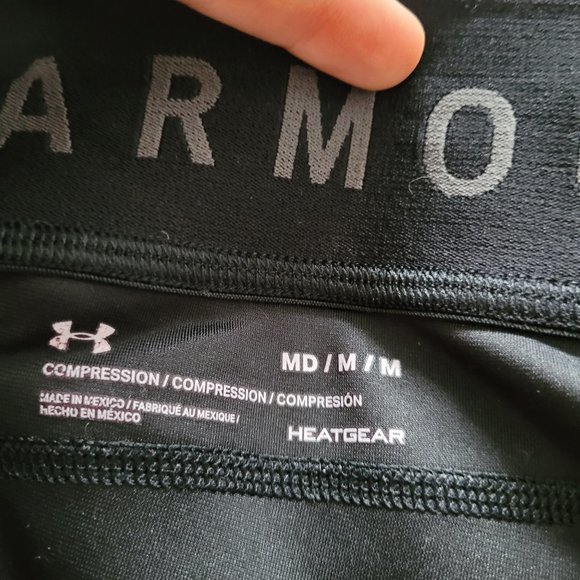 ARMO
MD / M / M
COMPRESSION / COMPRESSION / COMPRESIÓN
MADE IN MEXICO / FABRIQUÉ AU MEXIQUE /
HECHO EN MÉXICO
HEATGEAR